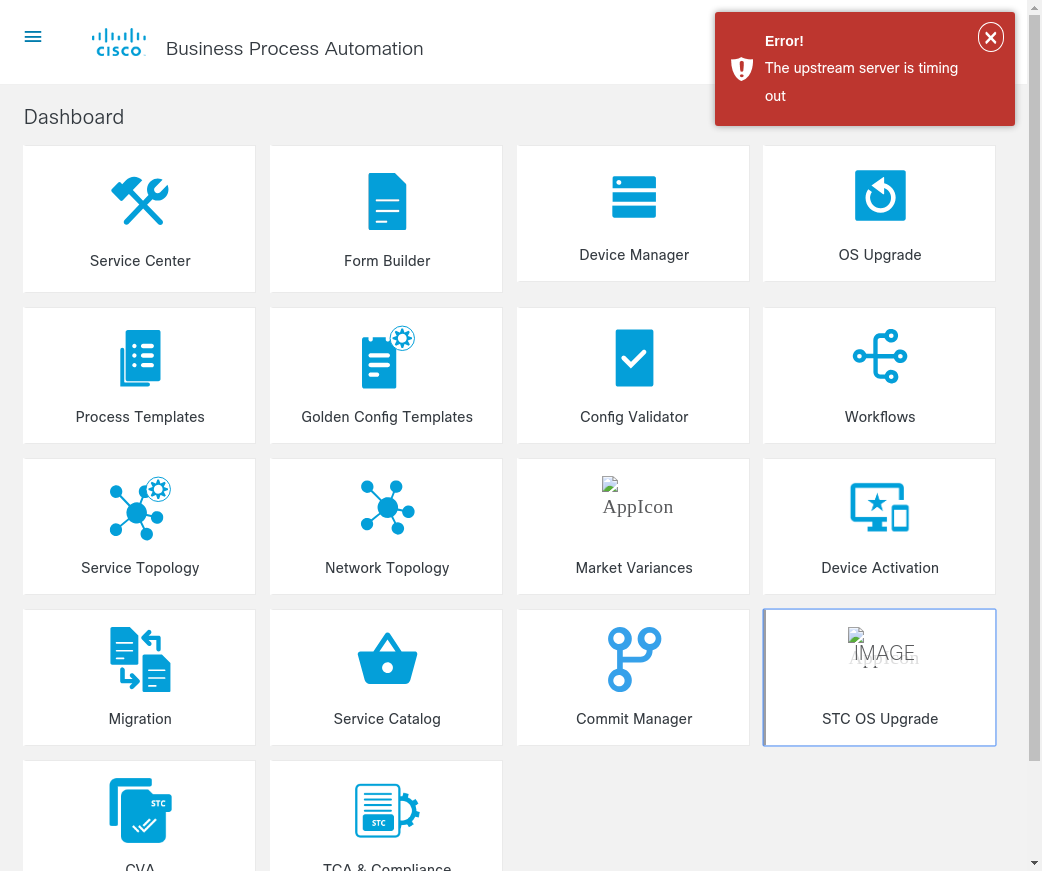 CISCO
Business Process Automation
Error!
The upstream server is timing
out
Dashboard
Service Center
Form Builder
Device Manager
OS Upgrade
Process Templates
Golden Config Templates
Config Validator
Workflows
AppIcon
Service Topology
Network Topology
Market Variances
Device Activation
IMAGE
AppIcon
Migration
Service Catalog
Commit Manager
STC OS Upgrade
STC
STC
CVA
TCA & Compliance